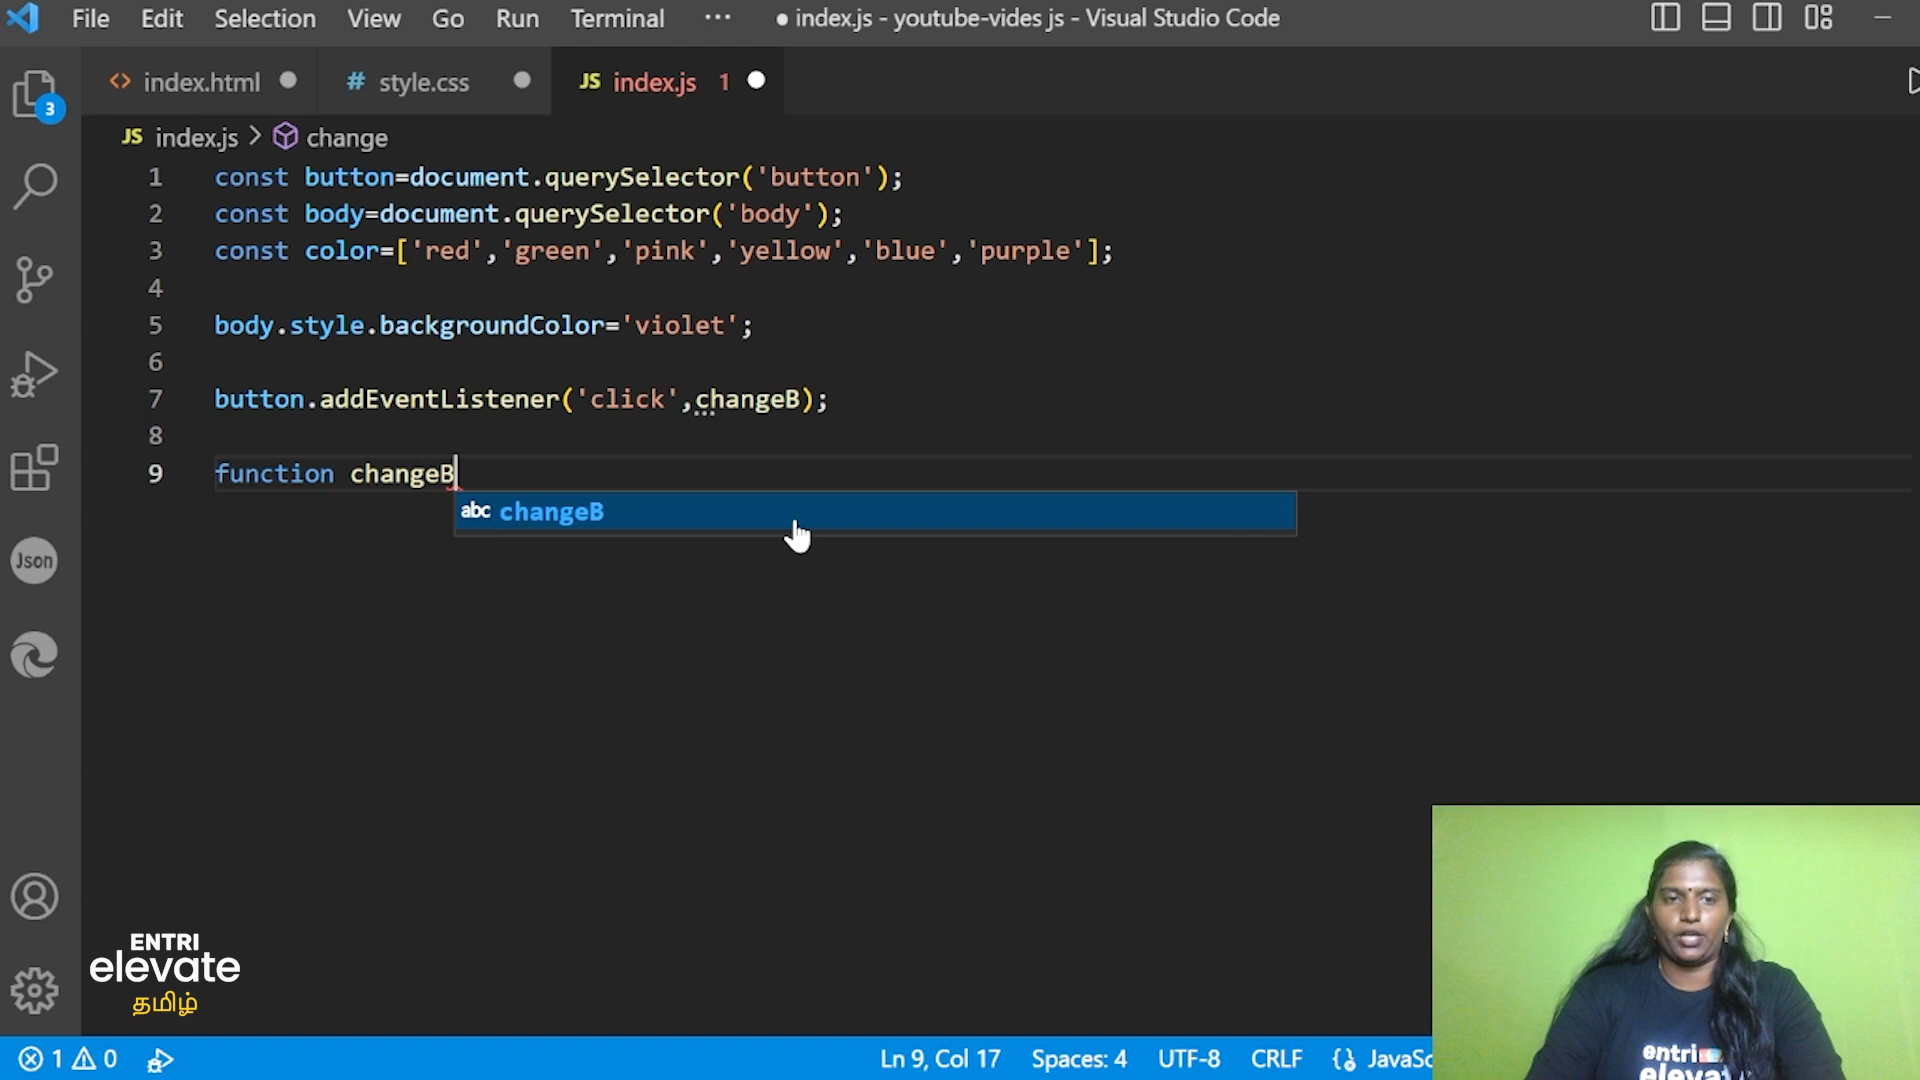 File Edit Selection View Go Run Terminal ··· ● index.js - youtube-vides js - Visual Studio Code
3
<> index.html
# style.css
JS index.js 1
JS index.js > change
1 const button=document.querySelector('button');
2 const body=document.querySelector('body');
3 const color=['red','green','pink','yellow','blue','purple'];
4
5 body.style.backgroundColor='violet';
6
7 button.addEventListener('click',changeB);
8
9 function changeB
abc changeB
Json
ENTRI
elevate
தமிழ்
entri
1 0 Ln 9, Col 17 Spaces: 4 UTF-8 CRLF